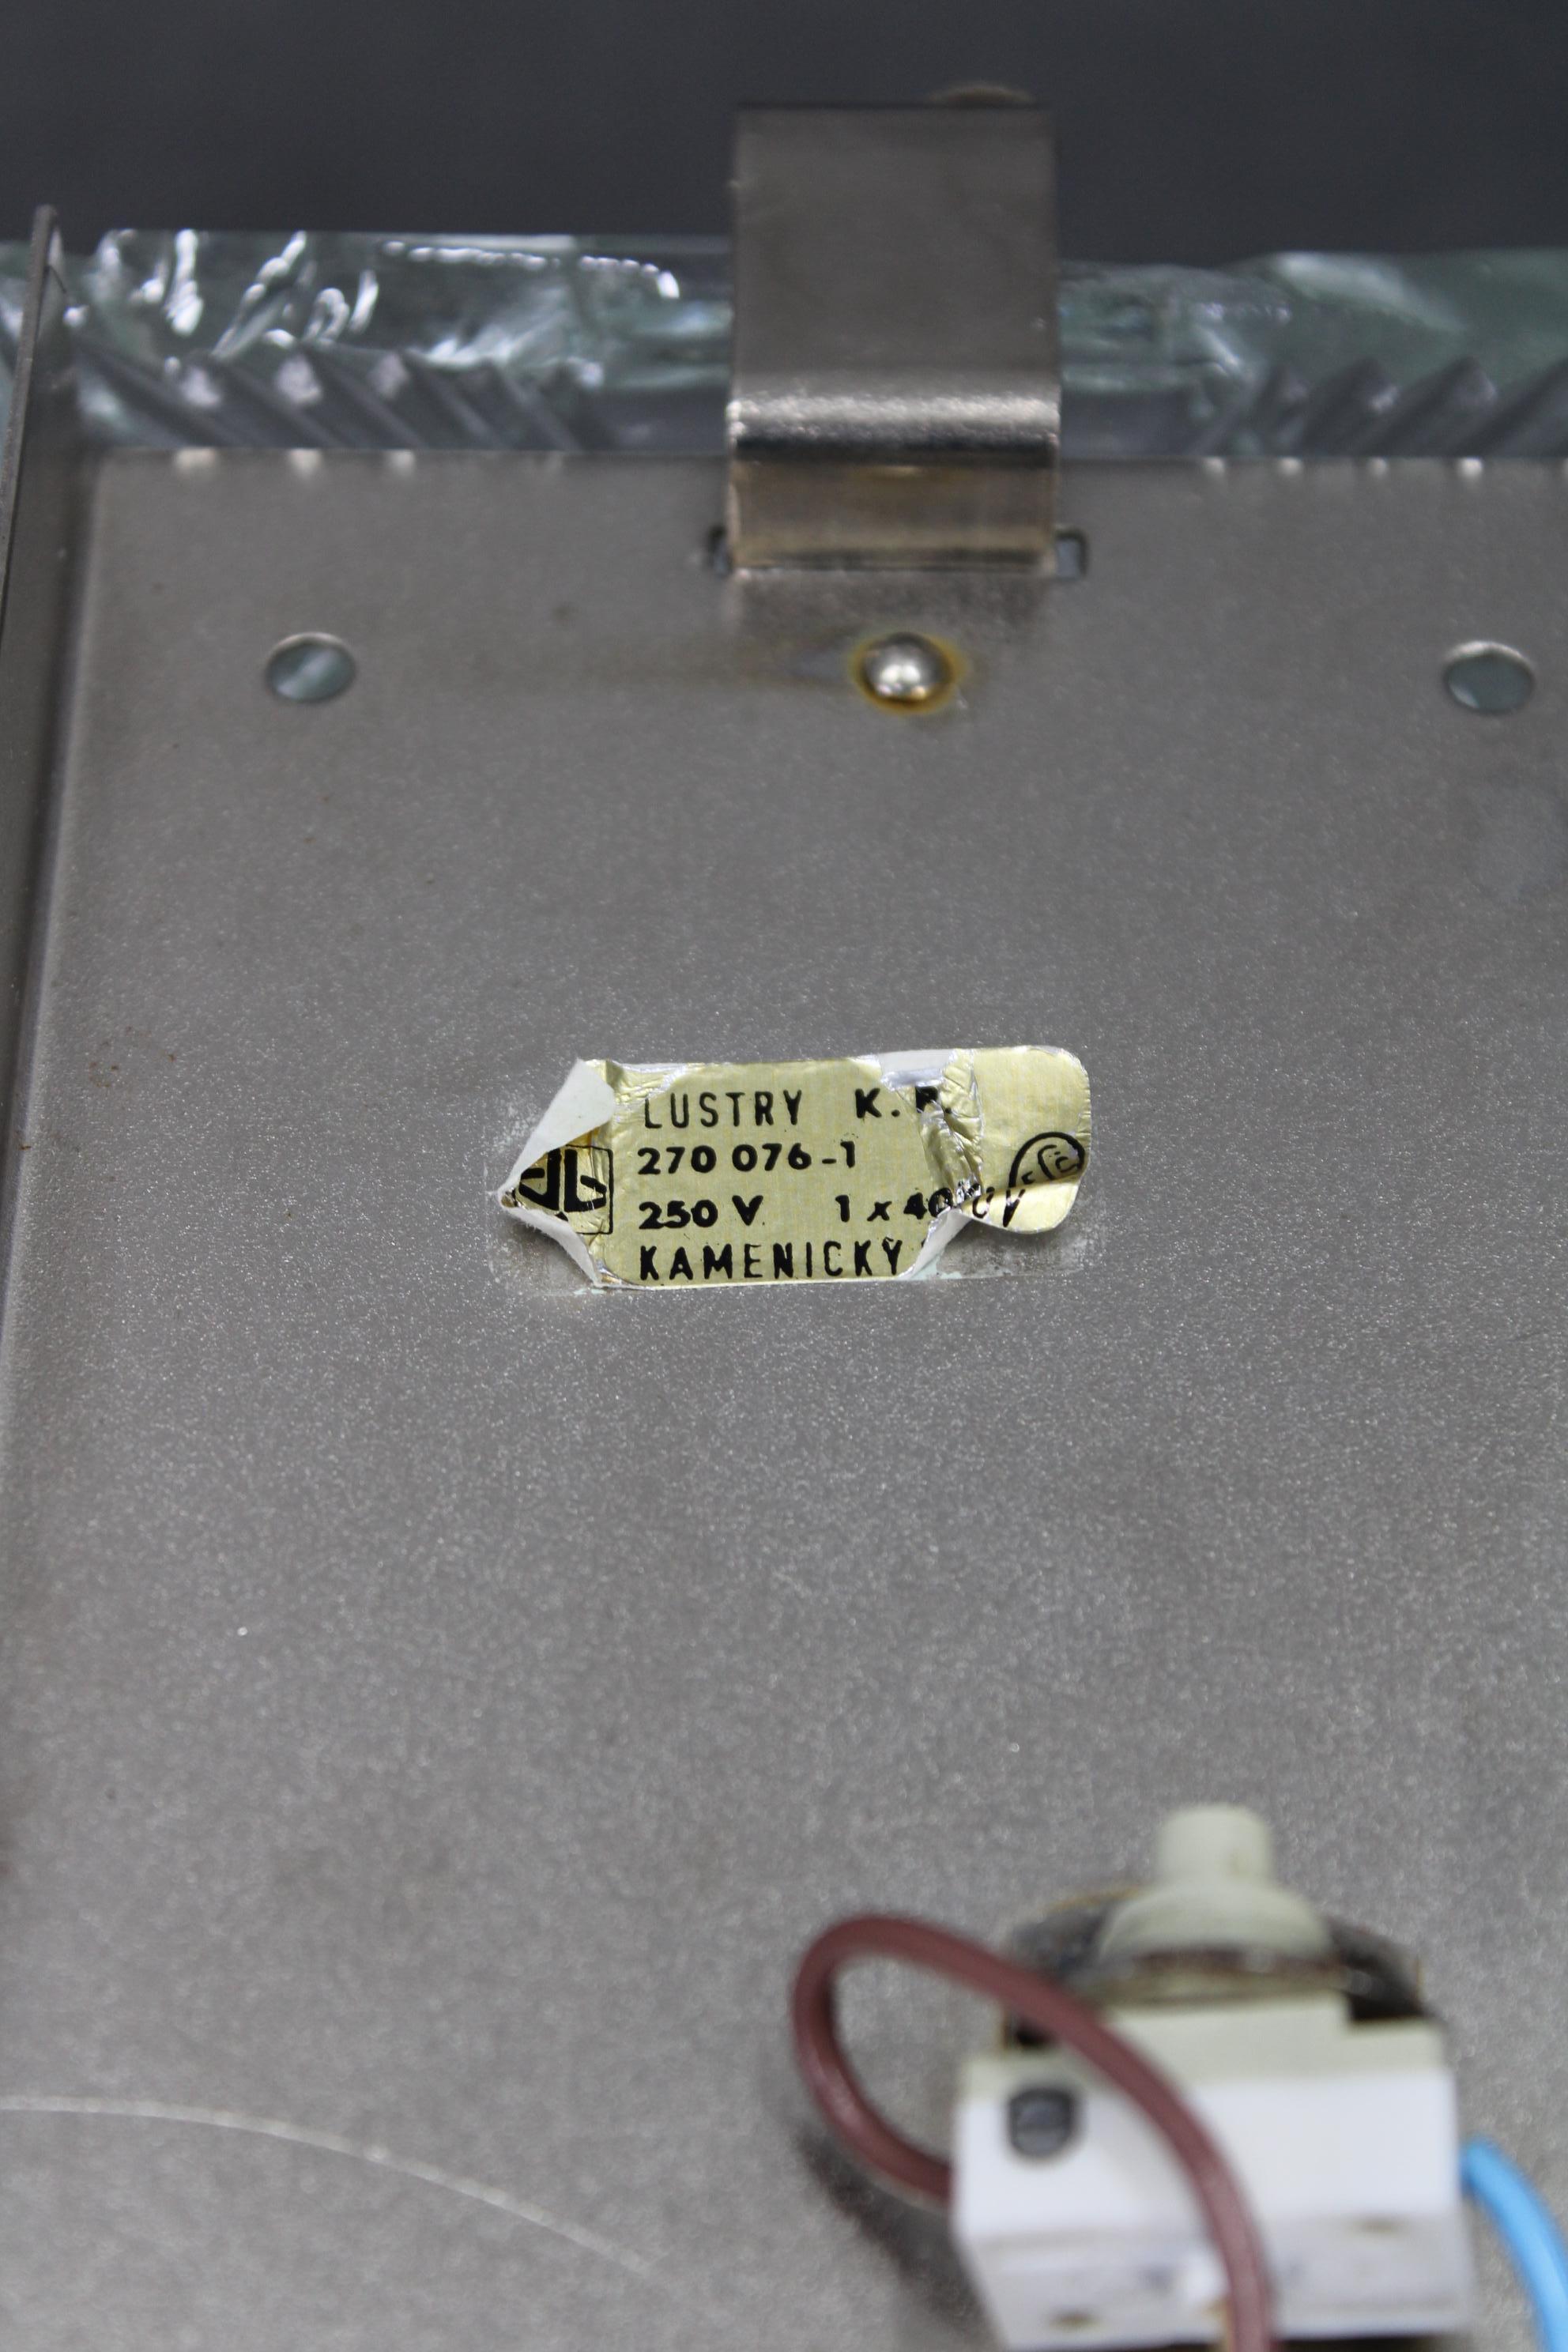 LUSTRY K.P.
270 076-1
250 V 1 x 40 W
KAMENICKÝ